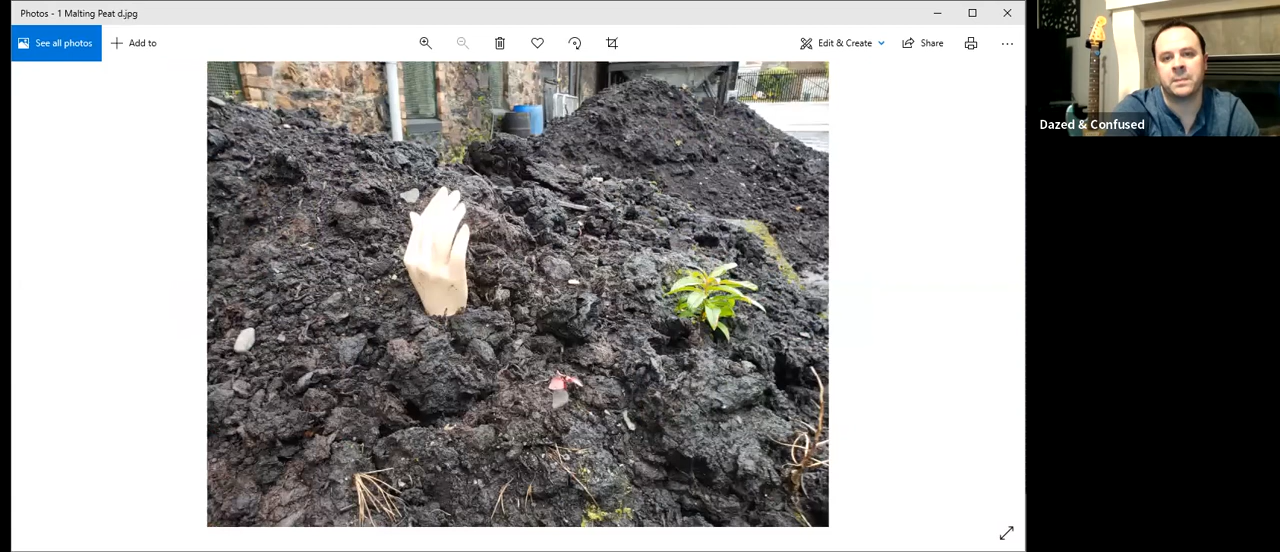 Photos - 1 Malting Peat d.jpg
See all photos
Add to
Edit & Create
Share
Dazed & Confused